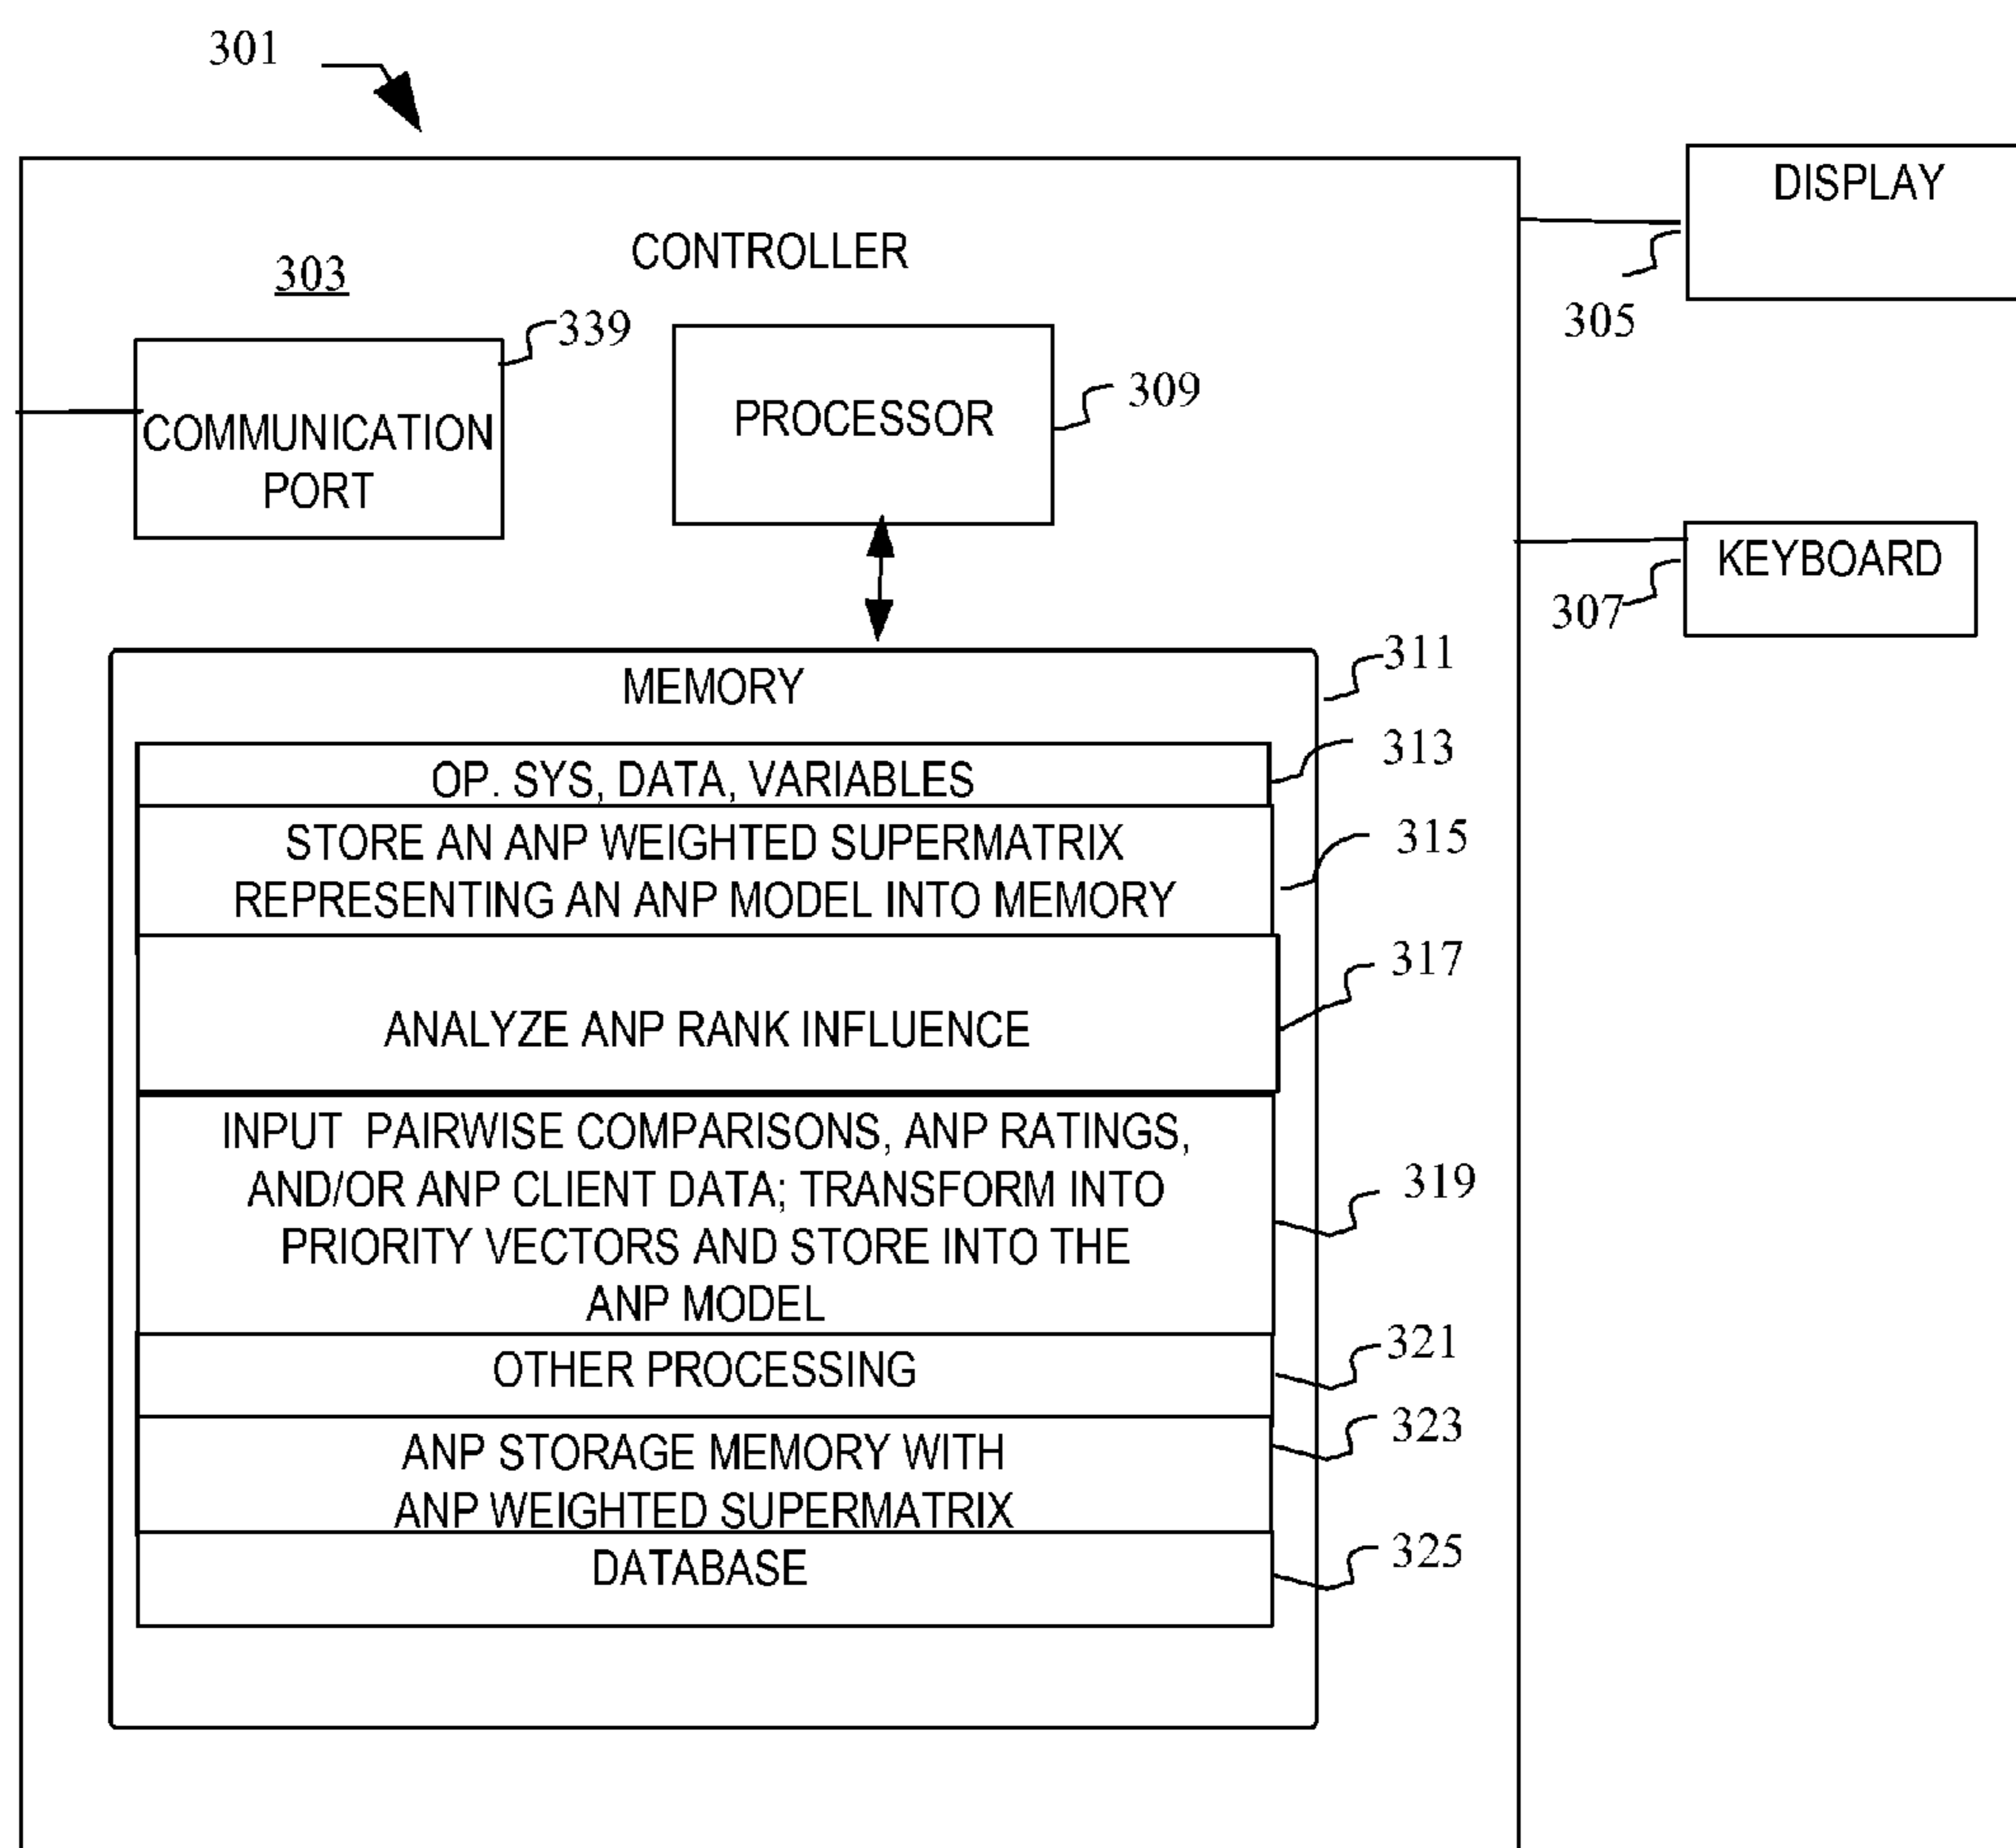 301
DISPLAY
CONTROLLER
303
305
339
COMMUNICATION
PORT
PROCESSOR
309
KEYBOARD
307
311
MEMORY
313
OP. SYS, DATA, VARIABLES
STORE AN ANP WEIGHTED SUPERMATRIX
REPRESENTING AN ANP MODEL INTO MEMORY
315
317
ANALYZE ANP RANK INFLUENCE
INPUT PAIRWISE COMPARISONS, ANP RATINGS,
AND/OR ANP CLIENT DATA; TRANSFORM INTO
PRIORITY VECTORS AND STORE INTO THE
ANP MODEL
319
OTHER PROCESSING
321
ANP STORAGE MEMORY WITH
ANP WEIGHTED SUPERMATRIX
323
DATABASE
325